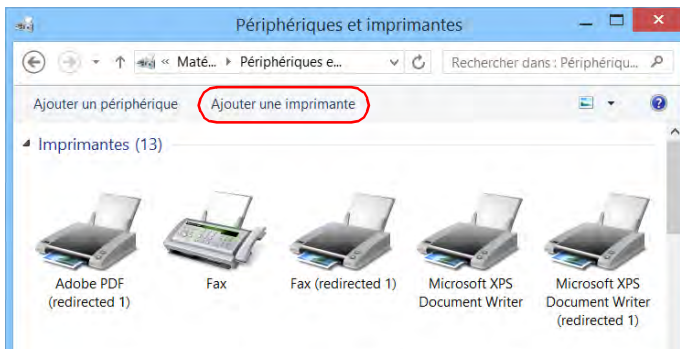 Périphériques et imprimantes
« Maté... Périphériques e...
Rechercher dans : Périphériqu...
Ajouter un périphérique
Ajouter une imprimante
Imprimantes (13)
Adobe PDF
(redirected 1)
Fax
Fax (redirected 1)
Microsoft XPS
Document Writer
Microsoft XPS
Document Writer
(redirected 1)